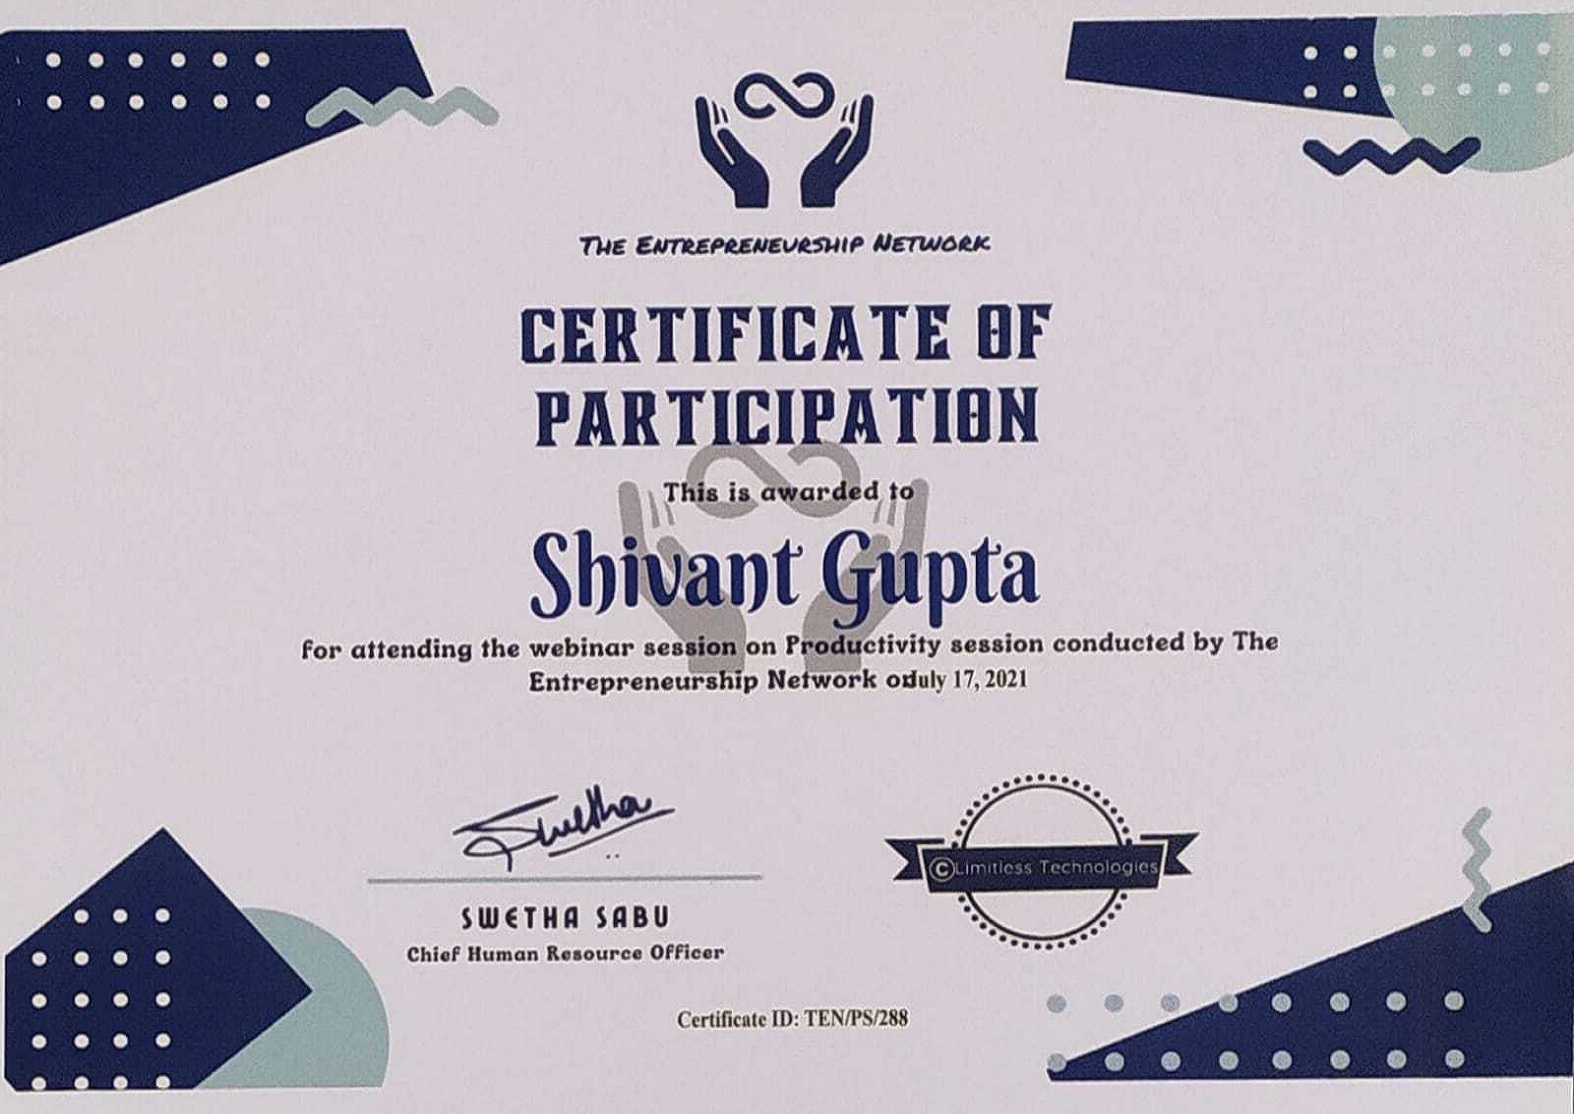 THE ENTREPRENEURSHIP NETWORK
CERTIFICATE OF
PARTICIPATION
This is awarded to
Shivant Gupta
for attending the webinar session on Productivity session conducted by The
Entrepreneurship Network on July 17, 2021
Swetha
SWETHA SABU
Chief Human Resource Officer
©Limitless Technologies
Certificate ID: TEN/PS/288